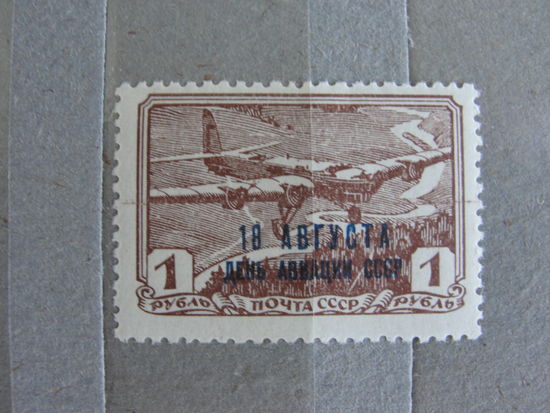 18 АВГУСТА
ДЕНЬ АВИАЦИИ СССР
1 1
РУБЛЬ ПОЧТА СССР РУБЛЬ